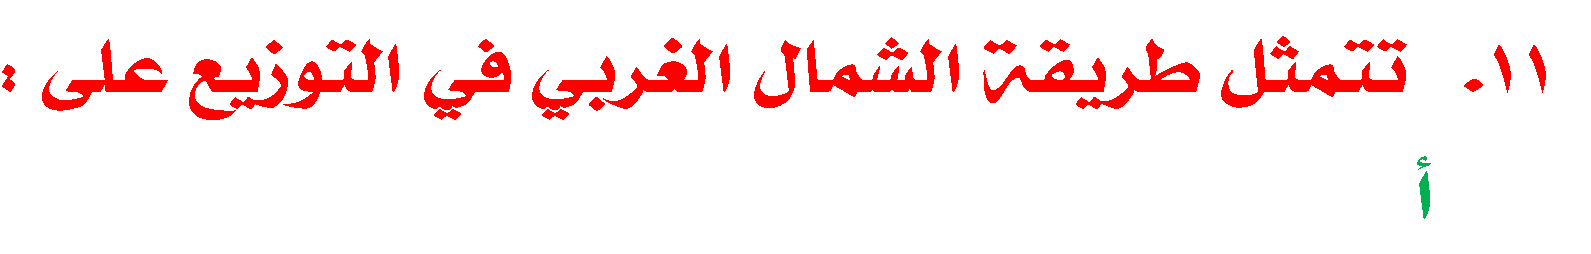 ١١. تتمثل طريقة الشمال الغربي في التوزيع على :
أ